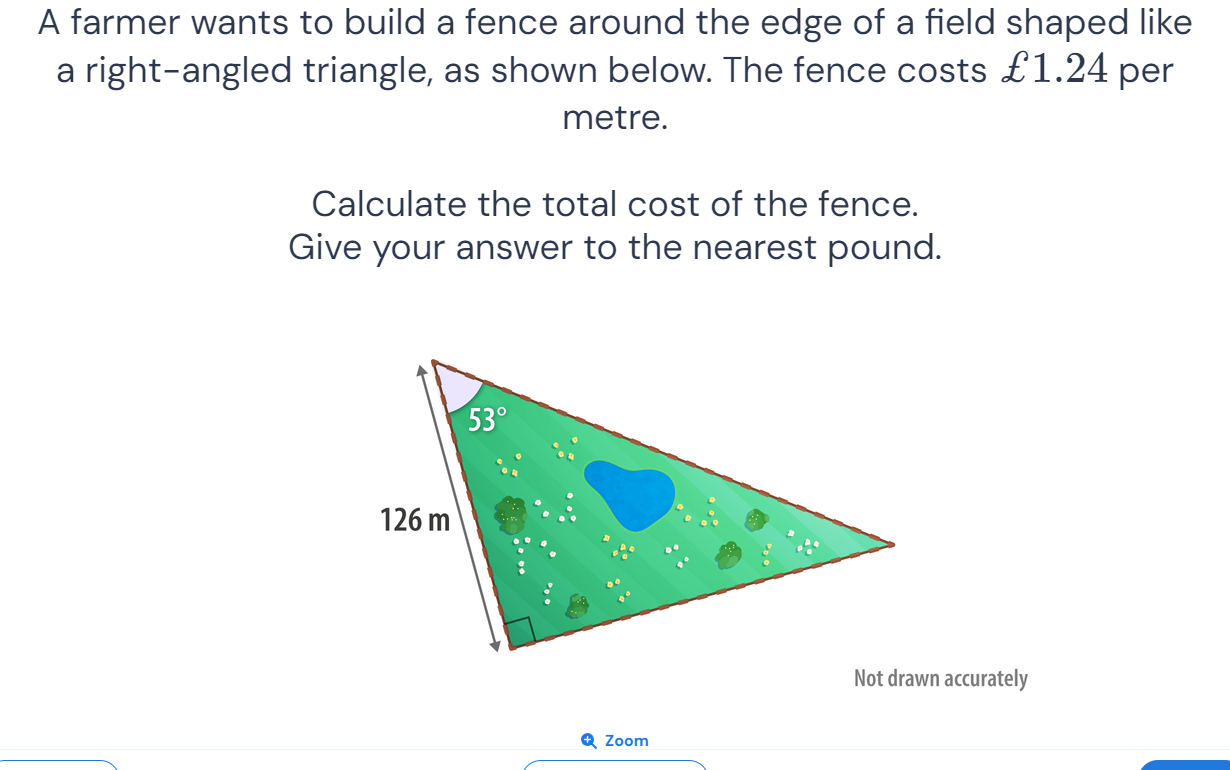 A farmer wants to build a fence around the edge of a field shaped like
a right-angled triangle, as shown below. The fence costs £1.24 per
metre.
Calculate the total cost of the fence.
Give your answer to the nearest pound.
53°
126 m
Not drawn accurately
Zoom